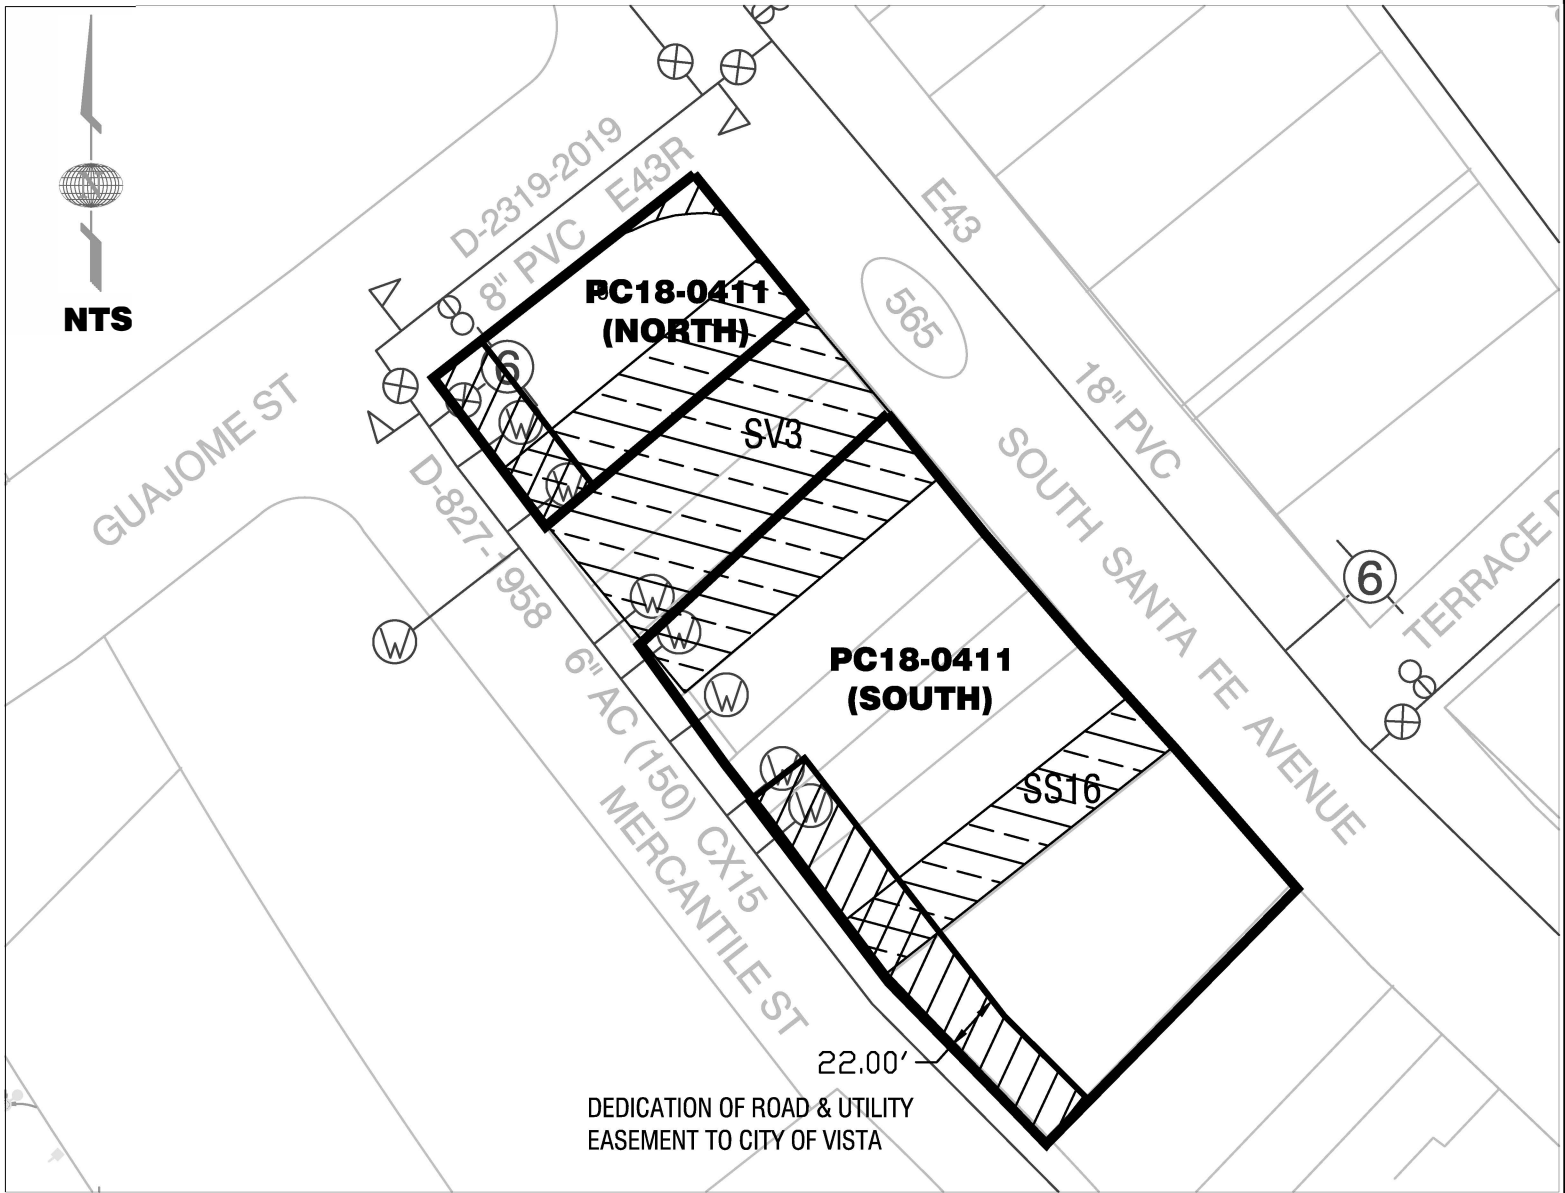 D-2319-2019
8" PVC E43R
E43
NTS
PC18-0411
(NORTH)
565
6
GUAJOME ST
W
W
SV3
18" PVC
SOUTH SANTA FE AVENUE
D-827-1958
6" AC (150) CX15
MERCANTILE ST
6
TERRACE
W
W
W
W
PC18-0411
(SOUTH)
W
W
SS16
22.00'
DEDICATION OF ROAD & UTILITY
EASEMENT TO CITY OF VISTA